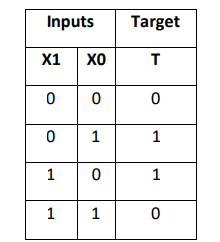 Inputs Target
X1 X0 T
0 0 0
0 1 1
1 0 1
1 1 0